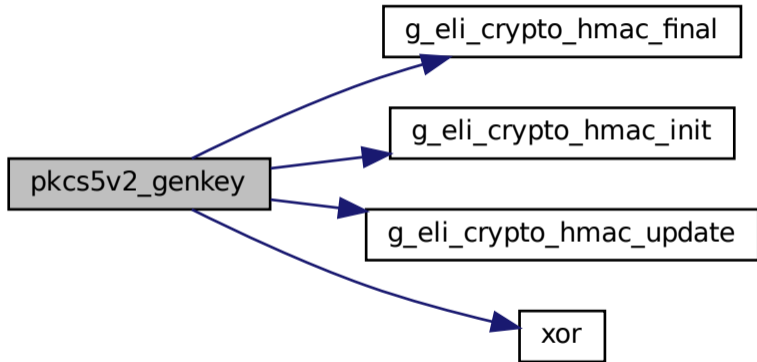 g_eli_crypto_hmac_final
g_eli_crypto_hmac_init
pkcs5v2_genkey
g_eli_crypto_hmac_update
xor